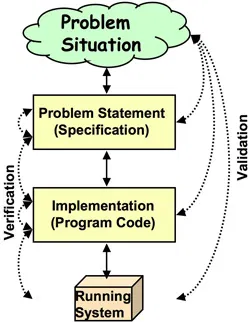 Problem
Situation
Problem Statement
(Specification)
Implementation
(Program Code)
Running
System
Verification
Validation